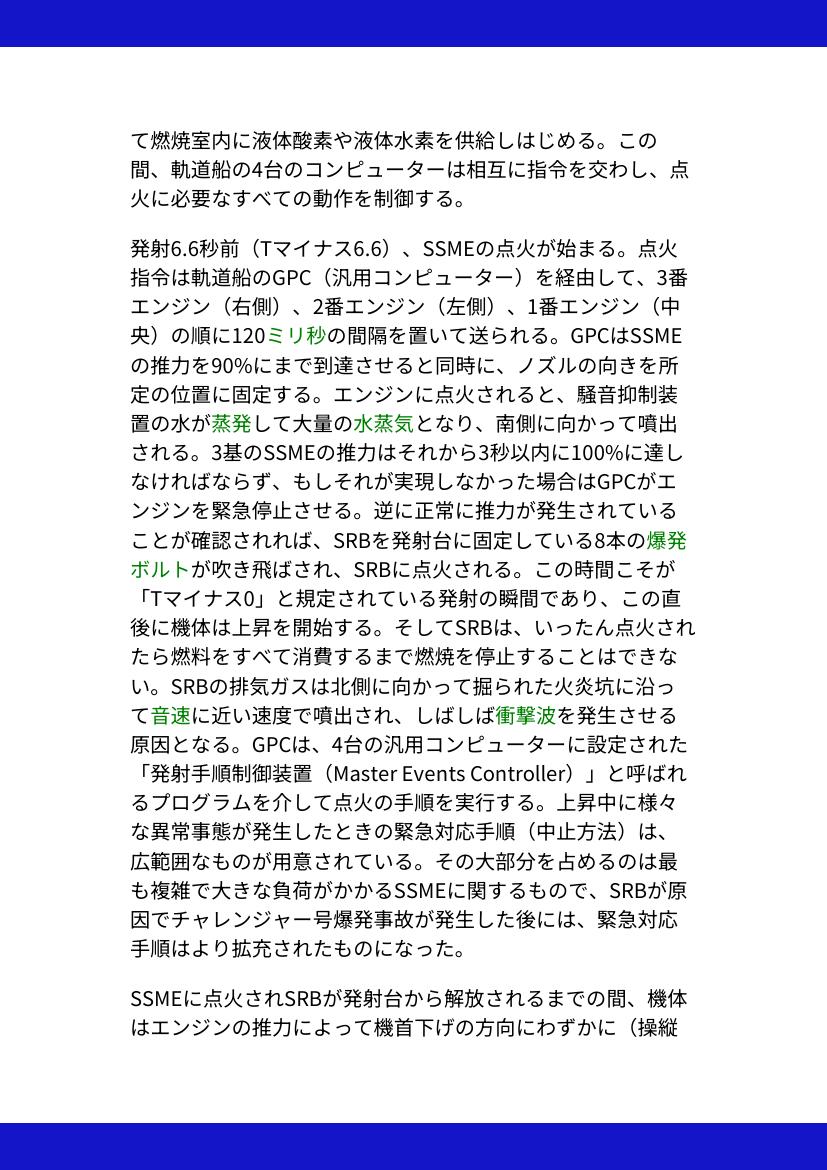 て燃焼室内に液体酸素や液体水素を供給しはじめる。この
間、軌道船の4台のコンピューターは相互に指令を交わし、点
火に必要なすべての動作を制御する。
発射6.6秒前（Tマイナス6.6）、SSMEの点火が始まる。点火
指令は軌道船のGPC（汎用コンピューター）を経由して、3番
エンジン（右側）、2番エンジン（左側）、1番エンジン（中
央）の順に120ミリ秒の間隔を置いて送られる。GPCはSSME
の推力を90%にまで到達させると同時に、ノズルの向きを所
定の位置に固定する。エンジンに点火されると、騒音抑制装
置の水が蒸発して大量の水蒸気となり、南側に向かって噴出
される。3基のSSMEの推力はそれから3秒以内に100%に達し
なければならず、もしそれが実現しなかった場合はGPCがエ
ンジンを緊急停止させる。逆に正常に推力が発生されている
ことが確認されれば、SRBを発射台に固定している8本の爆発
ボルトが吹き飛ばされ、SRBに点火される。この時間こそが
「Tマイナス0」と規定されている発射の瞬間であり、この直
後に機体は上昇を開始する。そしてSRBは、いったん点火され
たら燃料をすべて消費するまで燃焼を停止することはできな
い。SRBの排気ガスは北側に向かって掘られた火炎坑に沿っ
て音速に近い速度で噴出され、しばしば衝撃波を発生させる
原因となる。GPCは、4台の汎用コンピューターに設定された
「発射手順制御装置（Master Events Controller）」と呼ばれ
るプログラムを介して点火の手順を実行する。上昇中に様々
な異常事態が発生したときの緊急対応手順（中止方法）は、
広範囲なものが用意されている。その大部分を占めるのは最
も複雑で大きな負荷がかかるSSMEに関するもので、SRBが原
因でチャレンジャー号爆発事故が発生した後には、緊急対応
手順はより拡充されたものになった。
SSMEに点火されSRBが発射台から解放されるまでの間、機体
はエンジンの推力によって機首下げの方向にわずかに（操縦